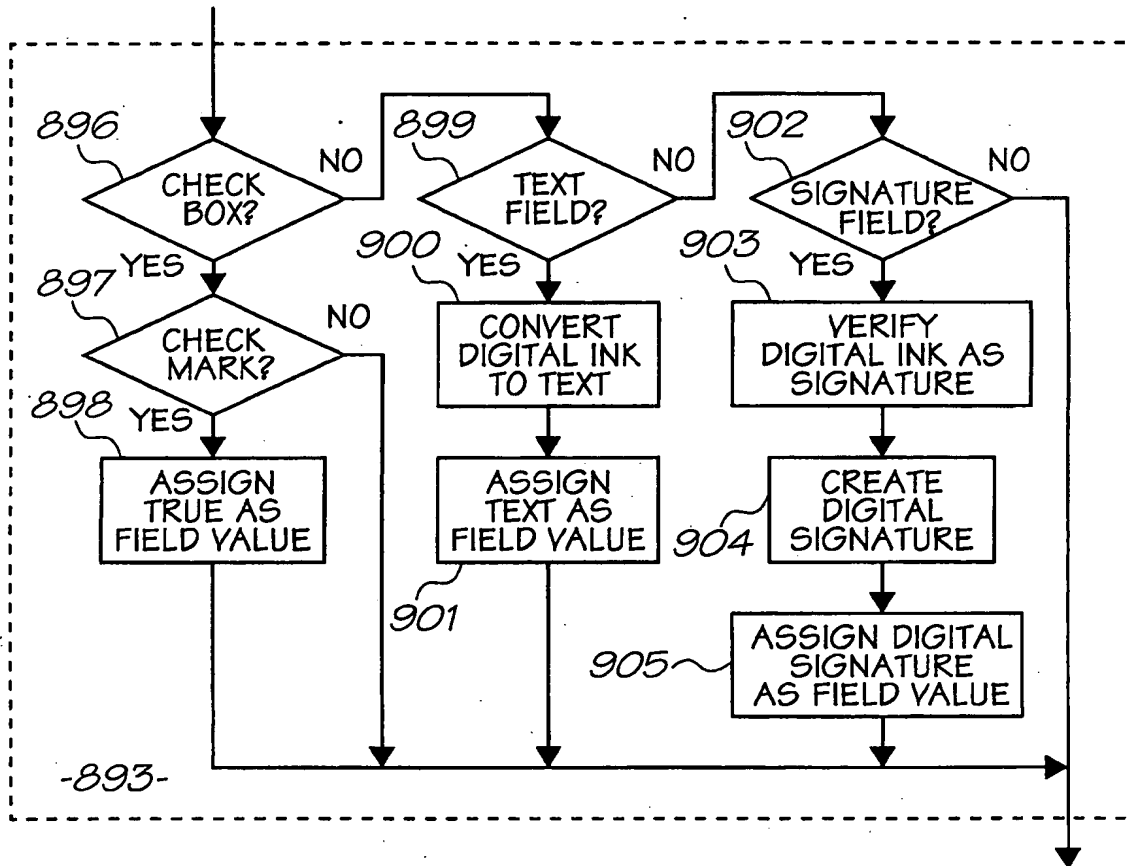 896
CHECK
BOX?
NO
YES
897
CHECK
MARK?
NO
YES
898
ASSIGN
TRUE AS
FIELD VALUE
899
TEXT
FIELD?
NO
YES
900
CONVERT
DIGITAL INK
TO TEXT
ASSIGN
TEXT AS
FIELD VALUE
901
902
SIGNATURE
FIELD?
NO
YES
903
VERIFY
DIGITAL INK AS
SIGNATURE
CREATE
DIGITAL
SIGNATURE
904
ASSIGN DIGITAL
SIGNATURE
AS FIELD VALUE
905
-893-